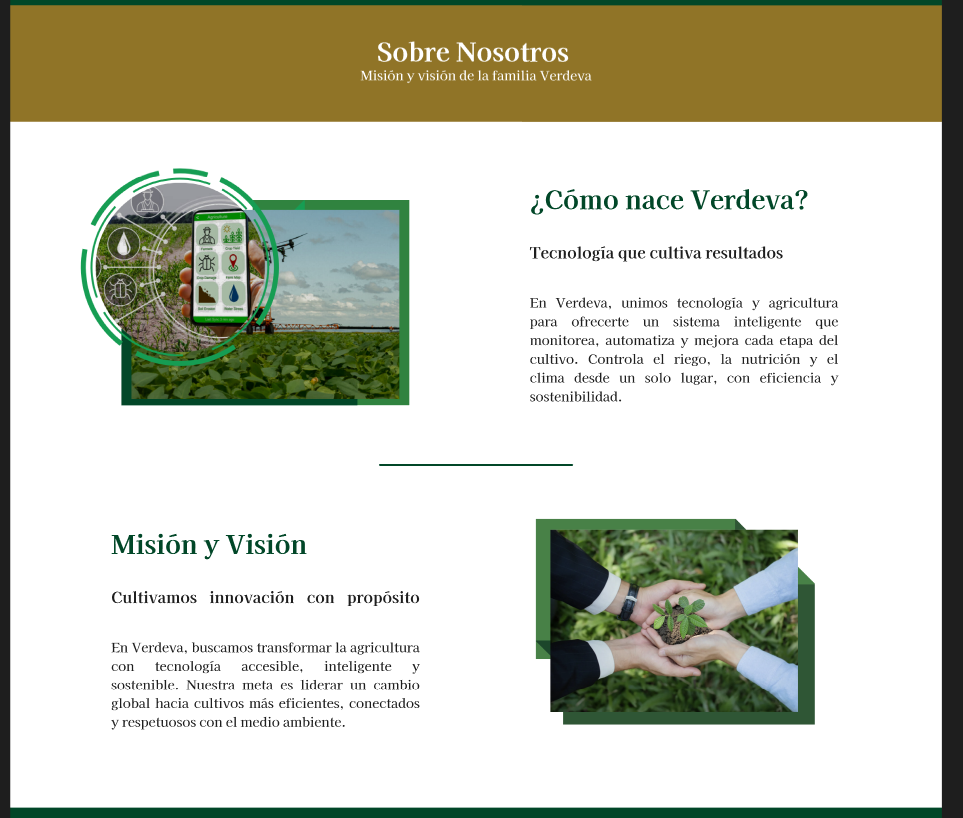 Sobre Nosotros
Misión y visión de la familia Verdeva
¿Cómo nace Verdeva?
Tecnología que cultiva resultados
En Verdeva, unimos tecnología y agricultura
para ofrecerte un sistema inteligente que
monitorea, automatiza y mejora cada etapa del
cultivo. Controla el riego, la nutrición y el
clima desde un solo lugar, con eficiencia y
sostenibilidad.
Misión y Visión
Cultivamos innovación con propósito
En Verdeva, buscamos transformar la agricultura
con tecnología accesible, inteligente y
sostenible. Nuestra meta es liderar un cambio
global hacia cultivos más eficientes, conectados
y respetuosos con el medio ambiente.